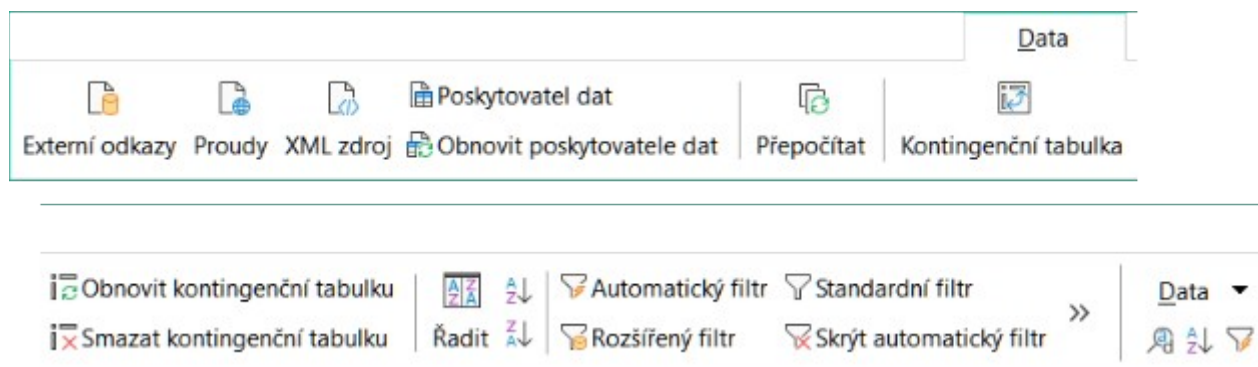 Data
Poskytovatel dat
Externí odkazy Proudy XML zdroj Obnovit poskytovatele dat Přepočítat Kontingenční tabulka
Obnovit kontingenční tabulku Automatický filtr Standardní filtr Data
Smazat kontingenční tabulku Řadit Rozšířený filtr Skrýt automatický filtr